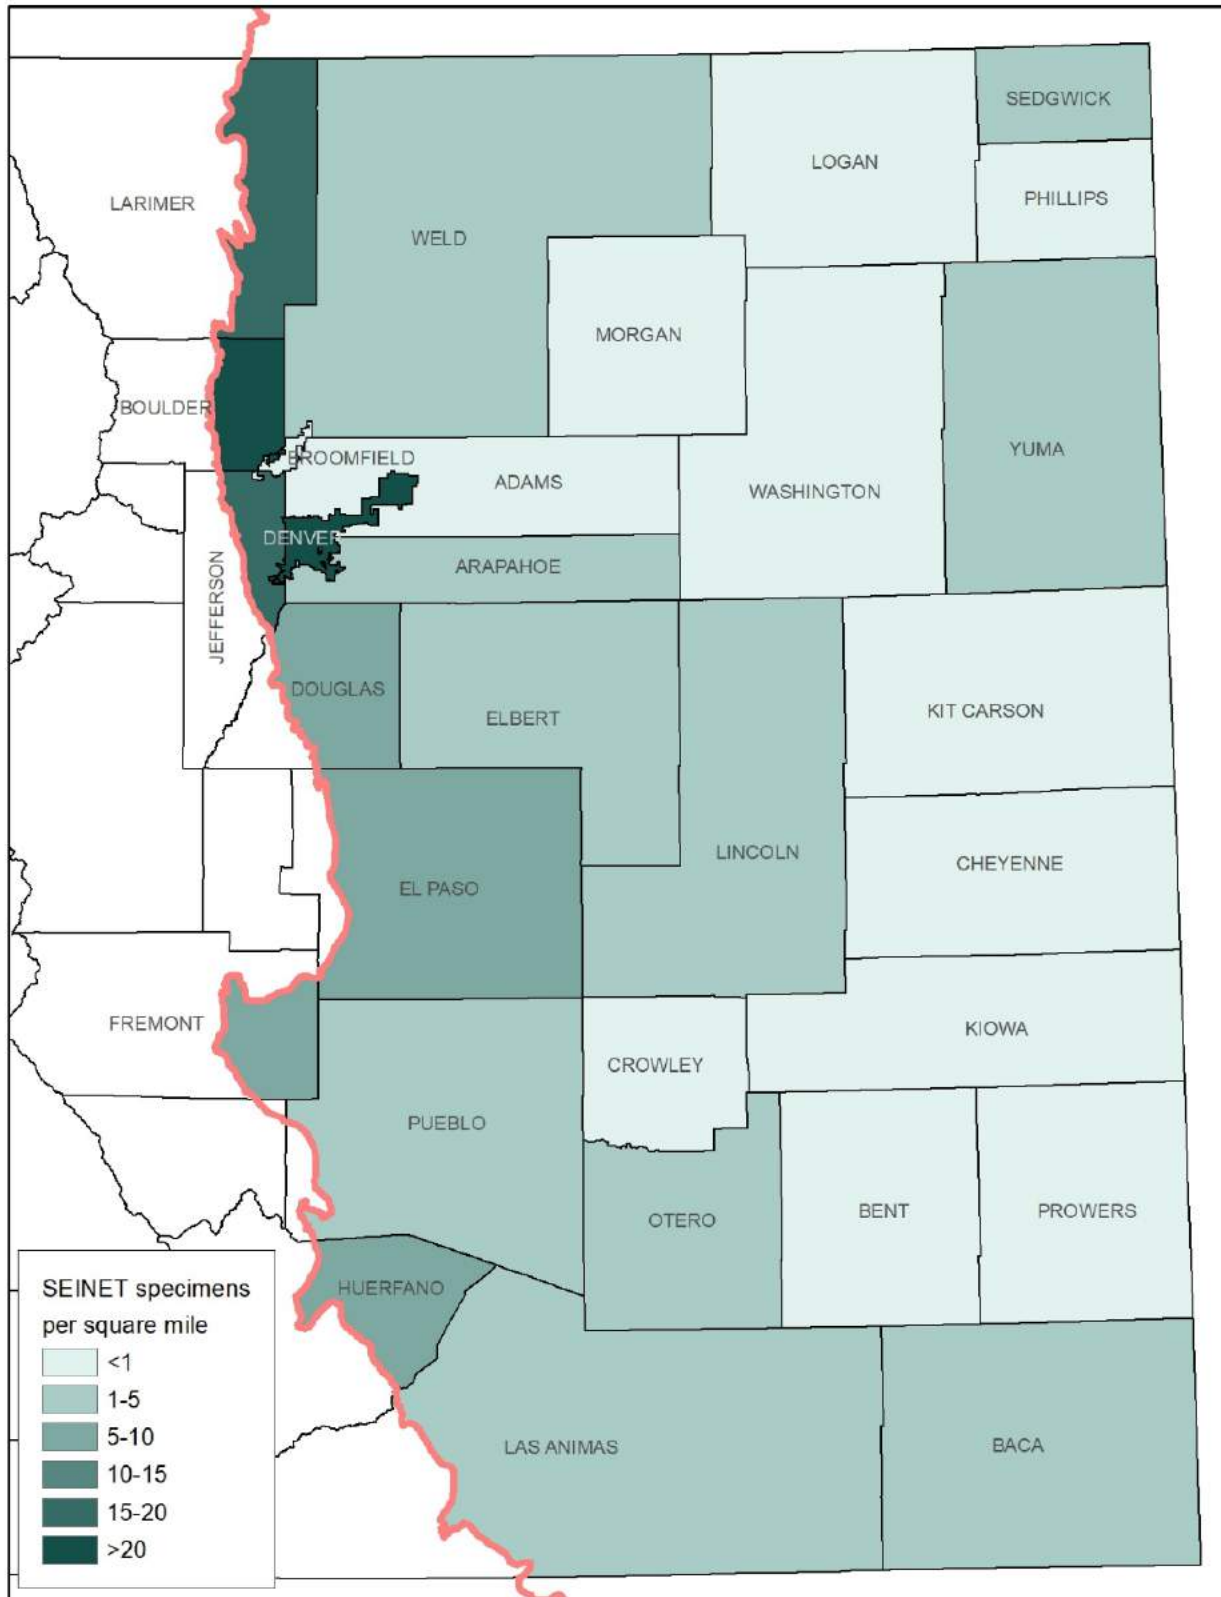 SEDGWICK
LOGAN
PHILLIPS
LARIMER
WELD
MORGAN
BOULDER
YUMA
BROOMFIELD
ADAMS
WASHINGTON
DENVER
ARAPAHOE
JEFFERSON
DOUGLAS
ELBERT
KIT CARSON
LINCOLN
CHEYENNE
EL PASO
FREMONT
KIOWA
CROWLEY
PUEBLO
OTERO
BENT
PROWERS
HUERFANO
LAS ANIMAS
BACA
SEINET specimens
per square mile
<1
1-5
5-10
10-15
15-20
>20